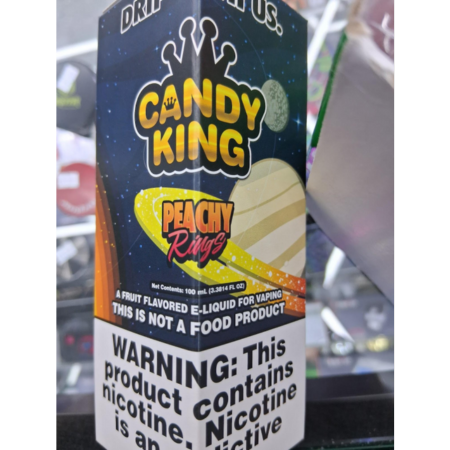 US.
CANDY
KING
PEACHY
Rings
Net Contents: 100 mL (3.3814 FL OZ)
A FRUIT FLAVORED E-LIQUID FOR VAPING
THIS IS NOT A FOOD PRODUCT
WARNING: This
product contains
nicotine. Nicotine
is an